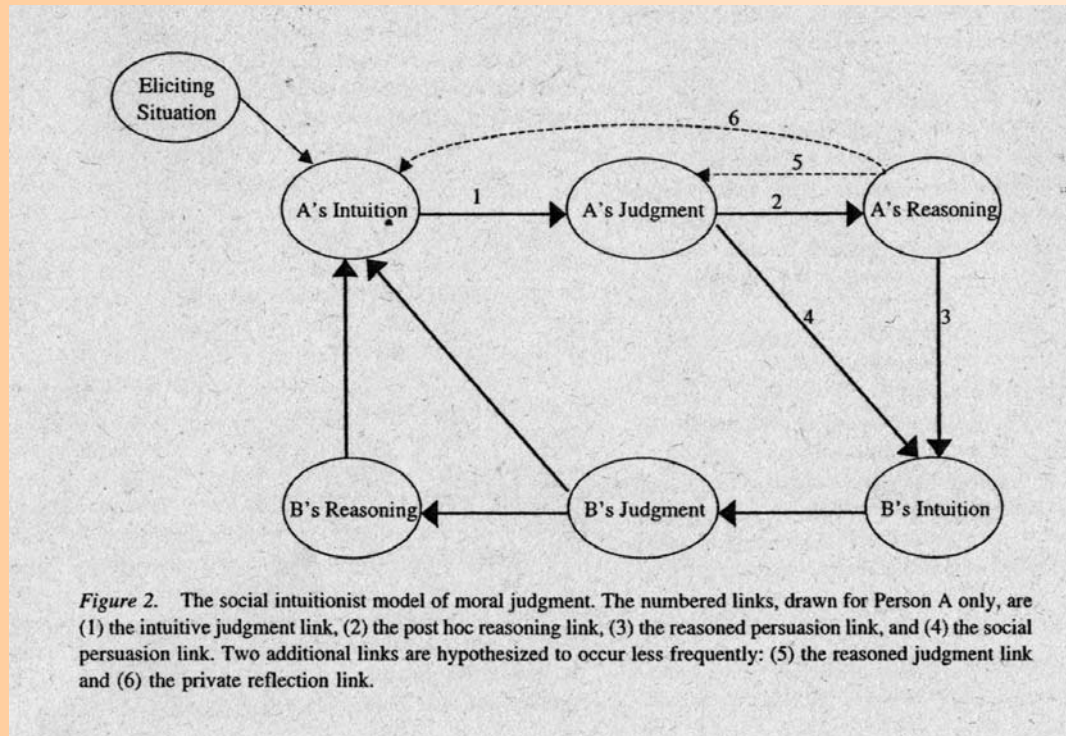 Eliciting
Situation
6
5
A's Intuition
1
A's Judgment
2
A's Reasoning
4
3
B's Reasoning
B's Judgment
B's Intuition
Figure 2. The social intuitionist model of moral judgment. The numbered links, drawn for Person A only, are
(1) the intuitive judgment link, (2) the post hoc reasoning link, (3) the reasoned persuasion link, and (4) the social
persuasion link. Two additional links are hypothesized to occur less frequently: (5) the reasoned judgment link
and (6) the private reflection link.